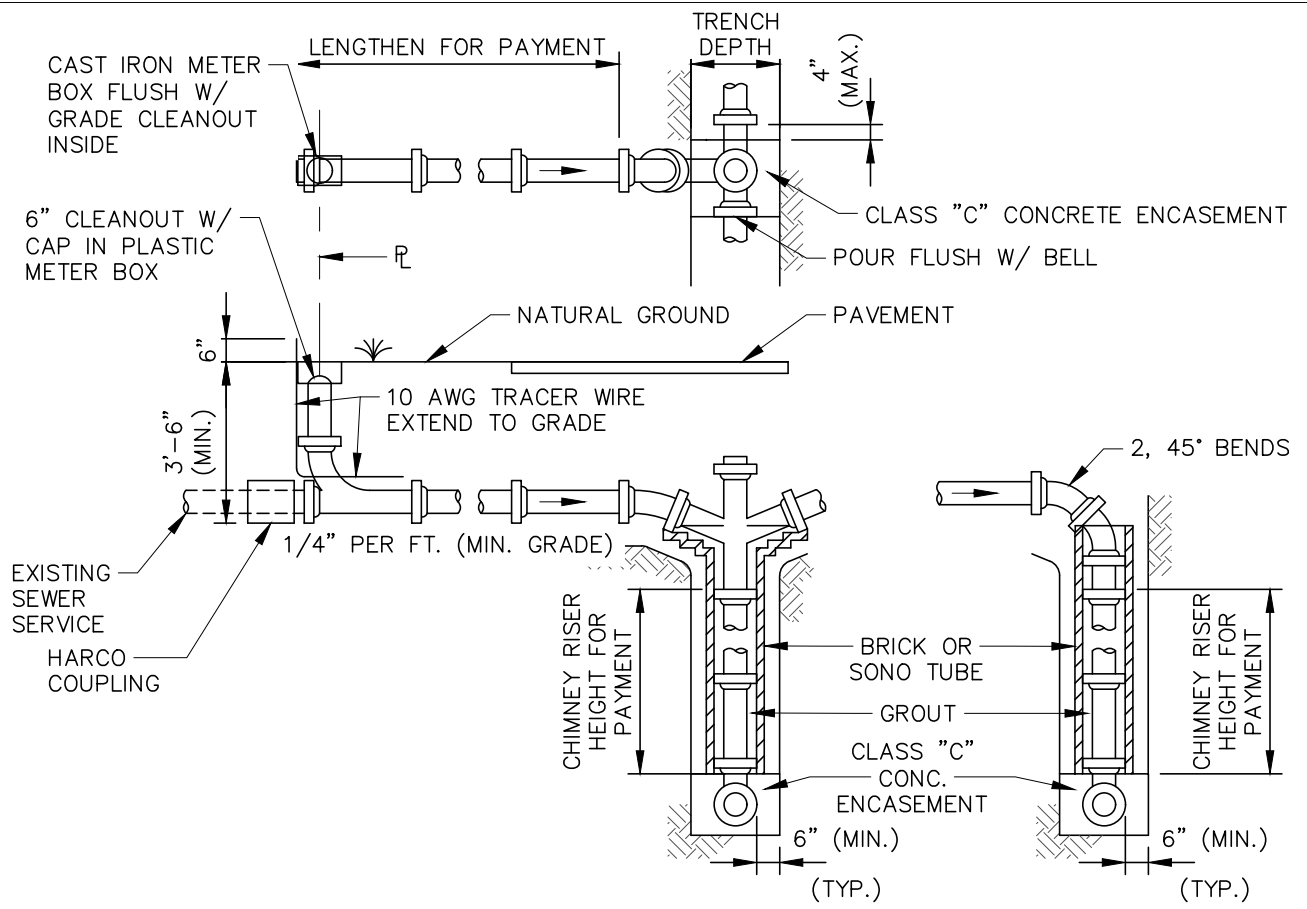 TRENCH
DEPTH
LENGTHEN FOR PAYMENT
4"
(MAX.)
CAST IRON METER
BOX FLUSH W/
GRADE CLEANOUT
INSIDE
6" CLEANOUT W/
CAP IN PLASTIC
METER BOX
CLASS "C" CONCRETE ENCASEMENT
POUR FLUSH W/ BELL
PL
NATURAL GROUND
PAVEMENT
6"
3'-6"
(MIN.)
10 AWG TRACER WIRE
EXTEND TO GRADE
2, 45° BENDS
1/4" PER FT. (MIN. GRADE)
EXISTING
SEWER
SERVICE
HARCO
COUPLING
CHIMNEY RISER
HEIGHT FOR
PAYMENT
BRICK OR
SONO TUBE
GROUT
CLASS "C"
CONC.
ENCASEMENT
CHIMNEY RISER
HEIGHT FOR
PAYMENT
6" (MIN.)
(TYP.)
6" (MIN.)
(TYP.)